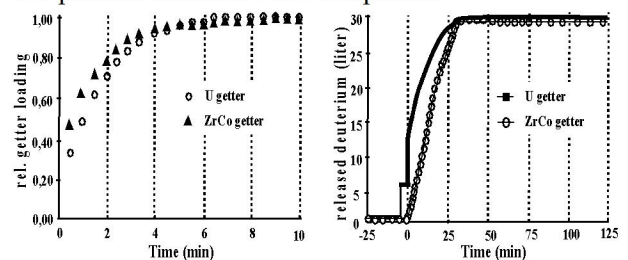 1,00
0,80
0,60
0,40
0,20
0,00
rel. getter loading
U getter
ZrCo getter
0 2 4 6 8 10
Time (min)
30
25
20
15
10
5
0
released deuterium (liter)
U getter
ZrCo getter
-25 0 25 50 75 100 125
Time (min)